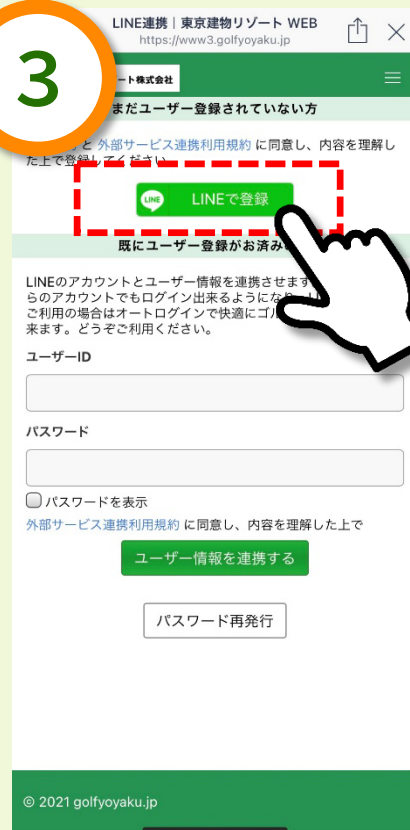 LINE連携｜東京建物リゾート WEB
https://www3.golfyoyaku.jp
3
ート株式会社
まだユーザー登録されていない方
と 外部サービス連携利用規約 に同意し、内容を理解し
た上で登録してください
LINE
LINEで登録
既にユーザー登録がお済み
LINEのアカウントとユーザー情報を連携させます
らのアカウントでもログイン出来るようになり
ご利用の場合はオートログインで快適にゴル
来ます。どうぞご利用ください。
ユーザーID
パスワード
パスワードを表示
外部サービス連携利用規約 に同意し、内容を理解した上で
ユーザー情報を連携する
パスワード再発行
© 2021 golfyoyaku.jp